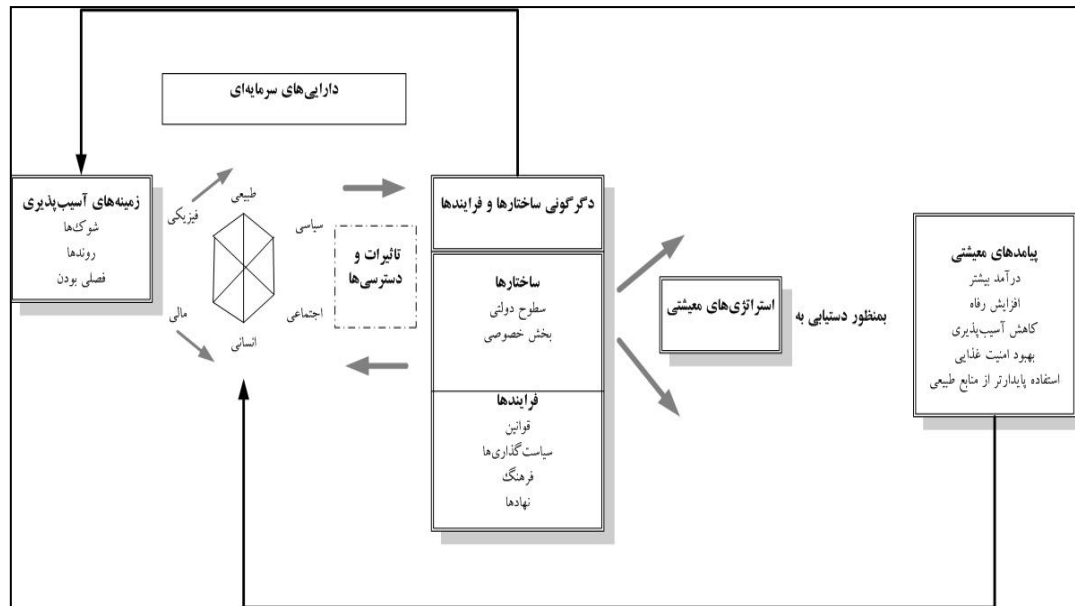 دارایی‌های سرمایه‌ای
زمینه‌های آسیب‌پذیری
شوک‌ها
روندها
فصلی بودن
فیزیکی
طبیعی
سیاسی
مالی
انسانی
اجتماعی
تاثیرات و
دسترسی‌ها
دگرگونی ساختارها و فرایندها
ساختارها
سطوح دولتی
بخش خصوصی
فرایندها
قوانین
سیاست‌گذاری‌ها
فرهنگ
نهادها
استراتژی‌های معیشتی
بمنظور دستیابی به
پیامدهای معیشتی
درآمد بیشتر
افزایش رفاه
کاهش آسیب‌پذیری
بهبود امنیت غذایی
استفاده پایدارتر از منابع طبیعی